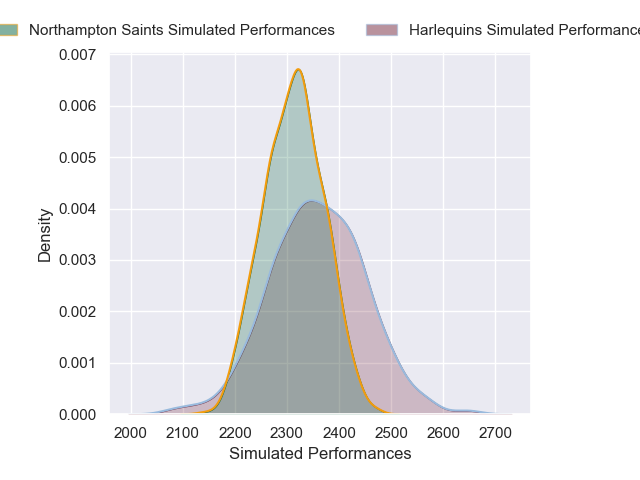 Northampton Saints Simulated Performances
Harlequins Simulated Performance
0.007
0.006
0.005
0.004
0.003
0.002
0.001
0.000
Density
2000 2100 2200 2300 2400 2500 2600 2700
Simulated Performances